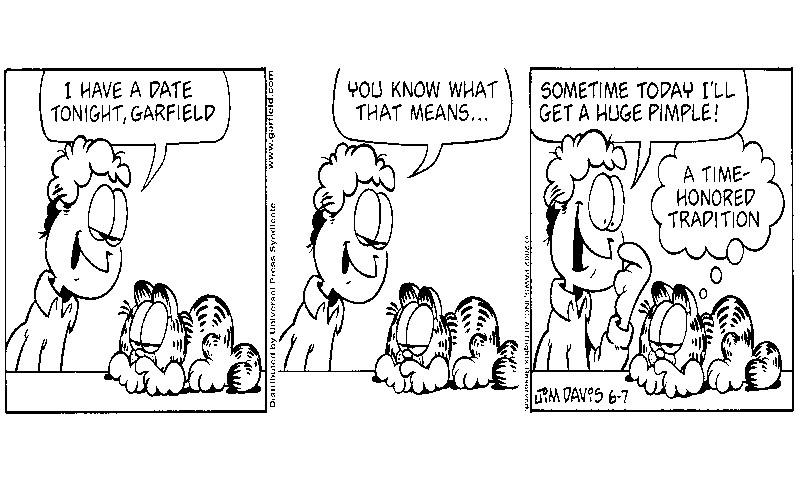 I HAVE A DATE
TONIGHT, GARFIELD
www.garfield.com
Distributed by Universal Press Syndicate
YOU KNOW WHAT
THAT MEANS...
SOMETIME TODAY I'LL
GET A HUGE PIMPLE!
A TIME-
HONORED
TRADITION
JIM DAVIS 6-7